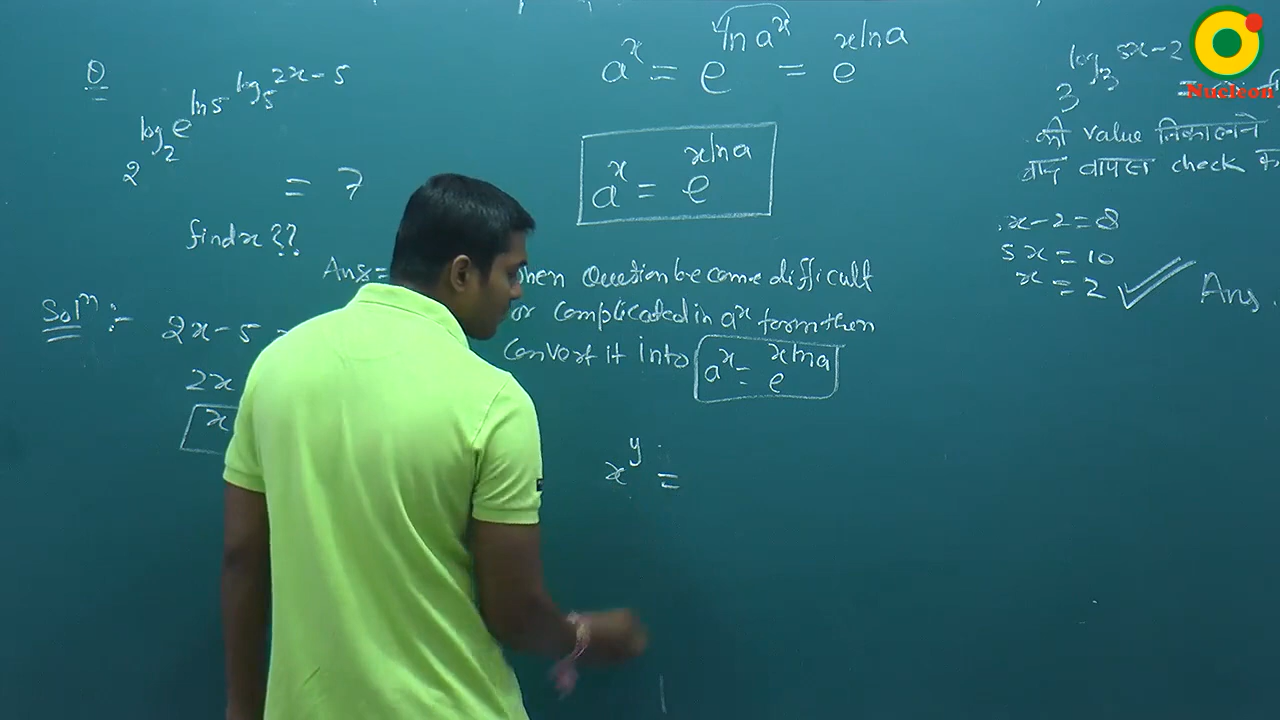 Q
2^{log_2 e^{ln5^{log_5 2x-5}}}
= 7
find x??
Solⁿ :-
2x-5
2x
x
a^x = e^{ln a^x} = e^{x ln a}
a^x = e^{x ln a}
Ans =
when Question become difficult
or complicated in a^x form then
Convert it into a^x = e^{x ln a}
x^y =
3^{log_3 5x-2} =
की value निकालने
बाद वापस check
x-2=8
5x = 10
x = 2 ✓ Ans.
Nucleon